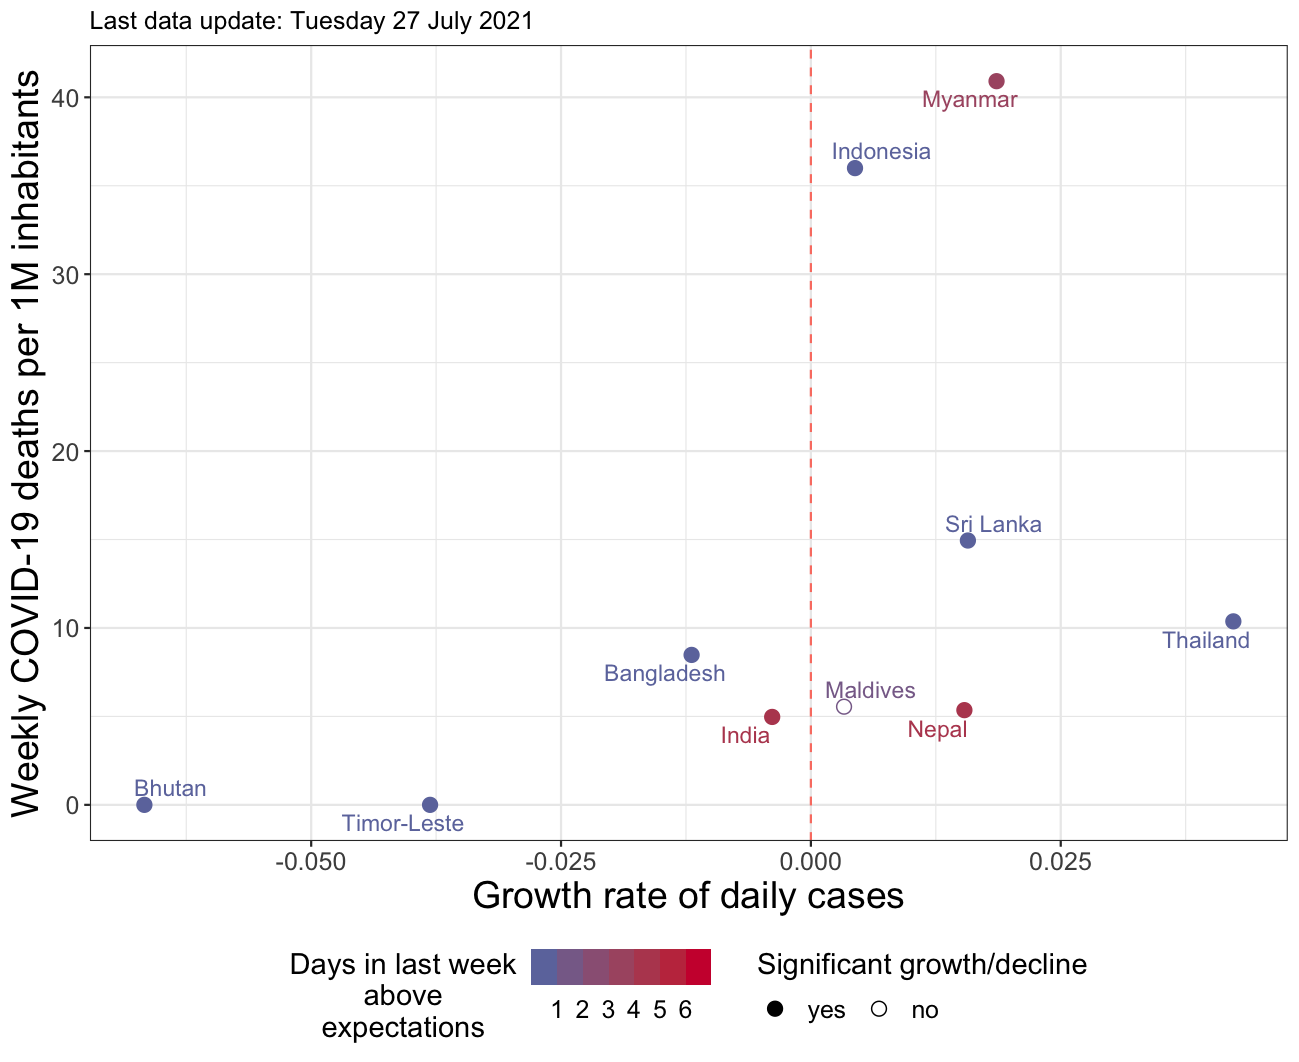 Last data update: Tuesday 27 July 2021
Weekly COVID-19 deaths per 1M inhabitants
40
30
20
10
0
Myanmar
Indonesia
Sri Lanka
Thailand
Bangladesh
Maldives
India
Nepal
Bhutan
Timor-Leste
-0.050 -0.025 0.000 0.025
Growth rate of daily cases
Days in last week
above
expectations
1 2 3 4 5 6
Significant growth/decline
yes no